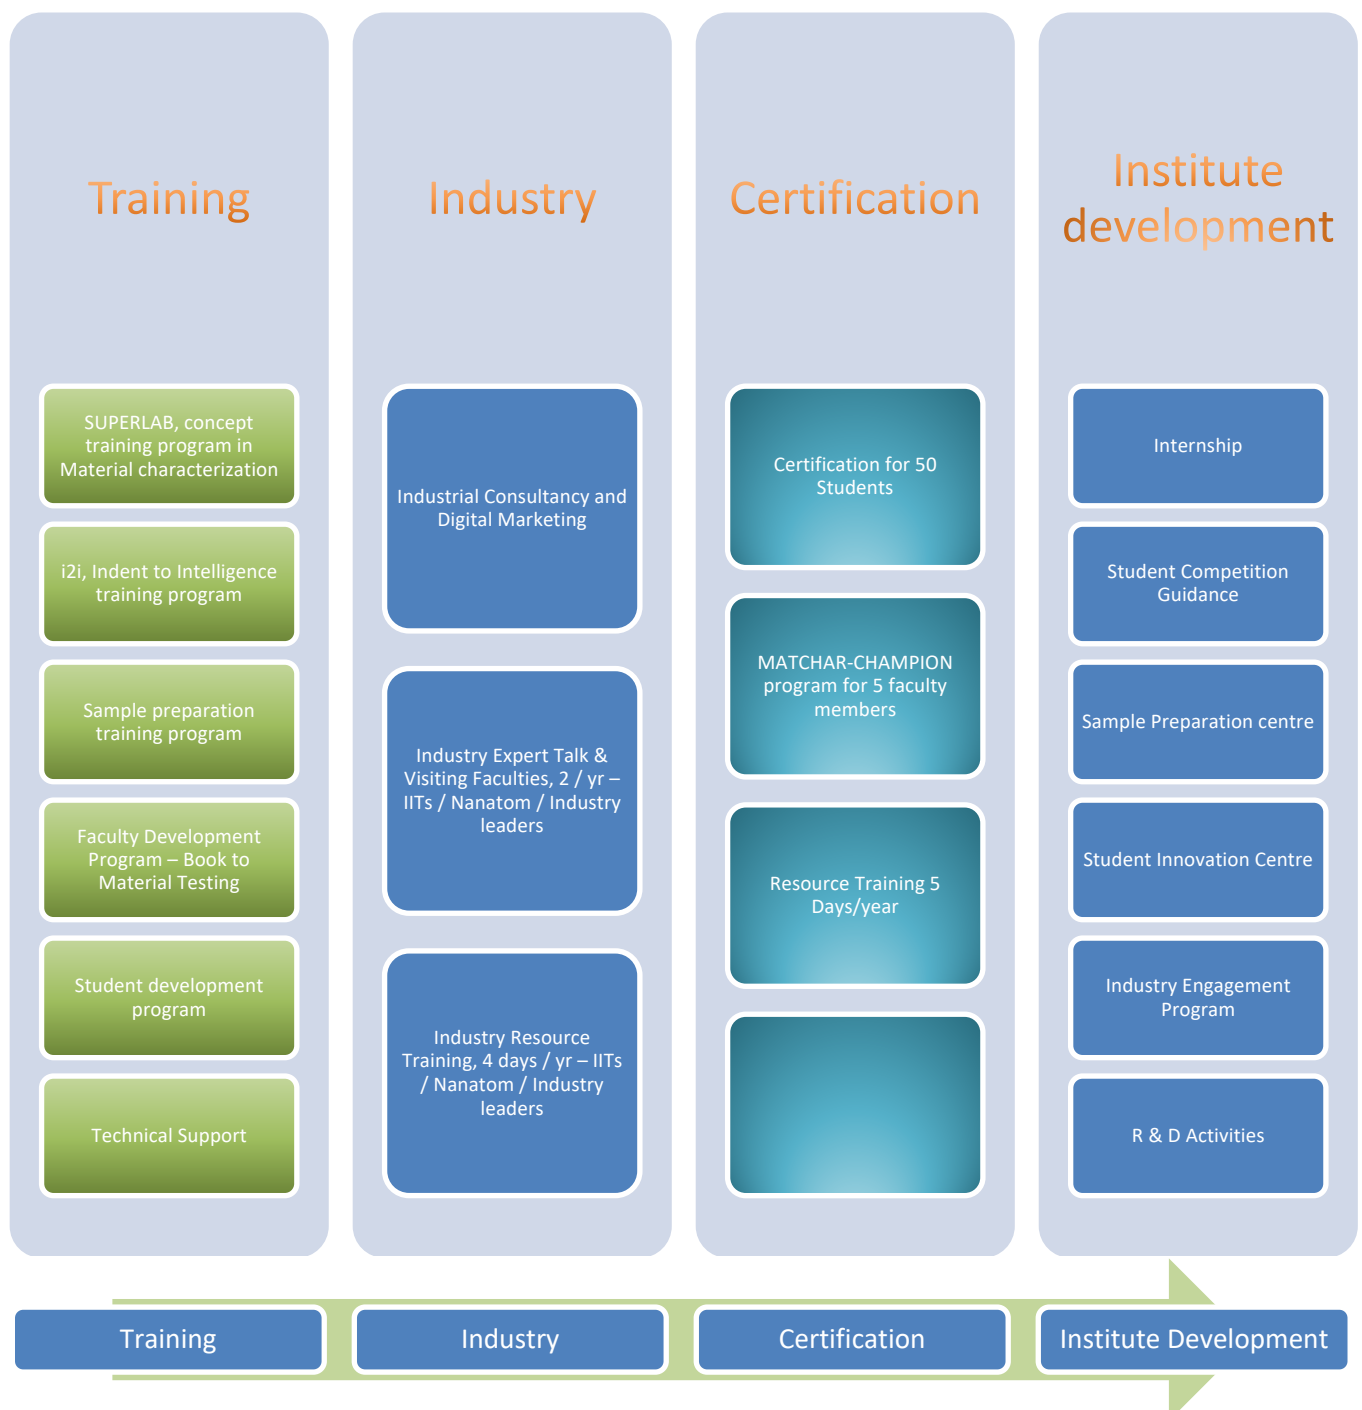 Training
SUPERLAB, concept
training program in
Material characterization
i2i, Indent to Intelligence
training program
Sample preparation
training program
Faculty Development
Program – Book to
Material Testing
Student development
program
Technical Support
Industry
Industrial Consultancy and
Digital Marketing
Industry Expert Talk &
Visiting Faculties, 2 / yr –
IITs / Nanatom / Industry
leaders
Industry Resource
Training, 4 days / yr – IITs
/ Nanatom / Industry
leaders
Certification
Certification for 50
Students
MATCHAR-CHAMPION
program for 5 faculty
members
Resource Training 5
Days/year
Institute
development
Internship
Student Competition
Guidance
Sample Preparation centre
Student Innovation Centre
Industry Engagement
Program
R & D Activities
Training
Industry
Certification
Institute Development